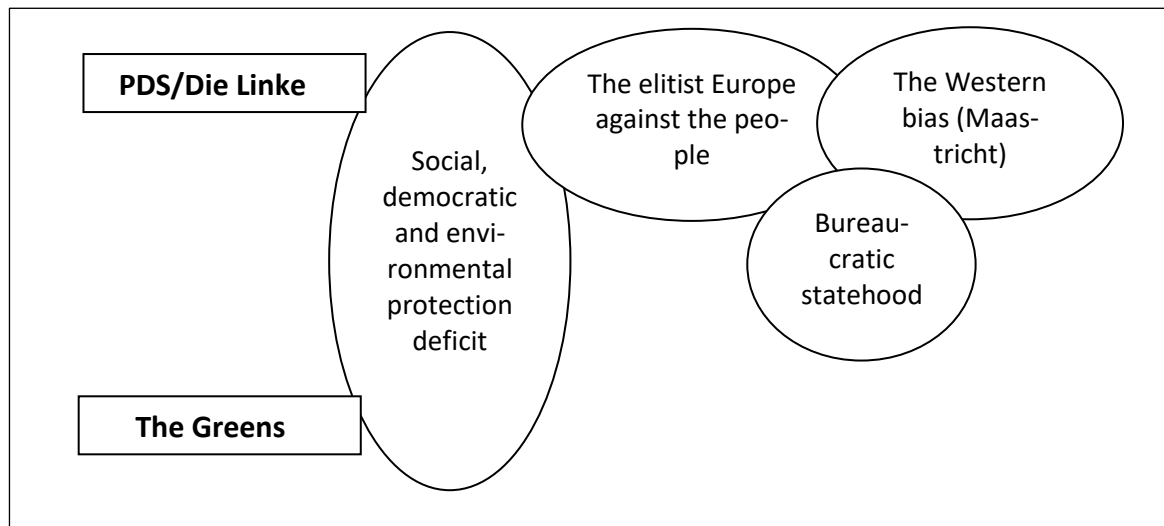 PDS/Die Linke
Social,
democratic
and envi-
ronmental
protection
deficit
The elitist Europe
against the peo-
ple
The Western
bias (Maas-
tricht)
Bureau-
cratic
statehood
The Greens